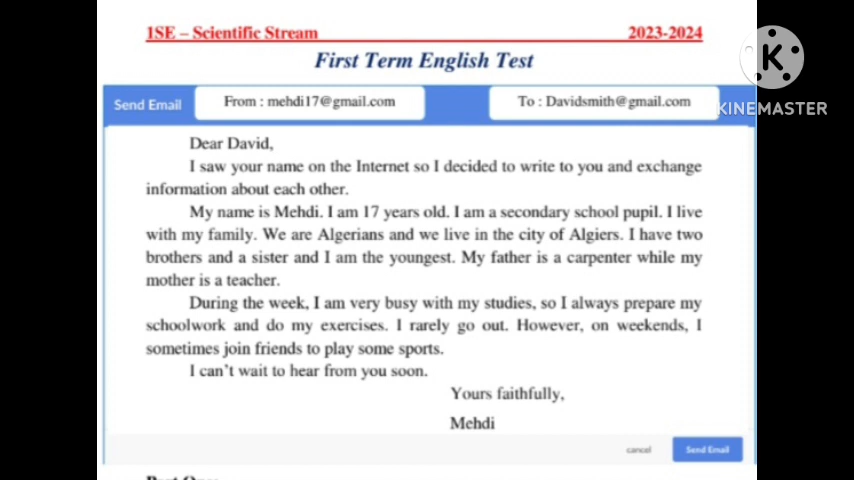 1SE – Scientific Stream 2023-2024
First Term English Test
K
KINEMASTER
Send Email From : mehdi17@gmail.com To : Davidsmith@gmail.com
Dear David,
I saw your name on the Internet so I decided to write to you and exchange
information about each other.
My name is Mehdi. I am 17 years old. I am a secondary school pupil. I live
with my family. We are Algerians and we live in the city of Algiers. I have two
brothers and a sister and I am the youngest. My father is a carpenter while my
mother is a teacher.
During the week, I am very busy with my studies, so I always prepare my
schoolwork and do my exercises. I rarely go out. However, on weekends, I
sometimes join friends to play some sports.
I can't wait to hear from you soon.
Yours faithfully,
Mehdi
cancel Send Email